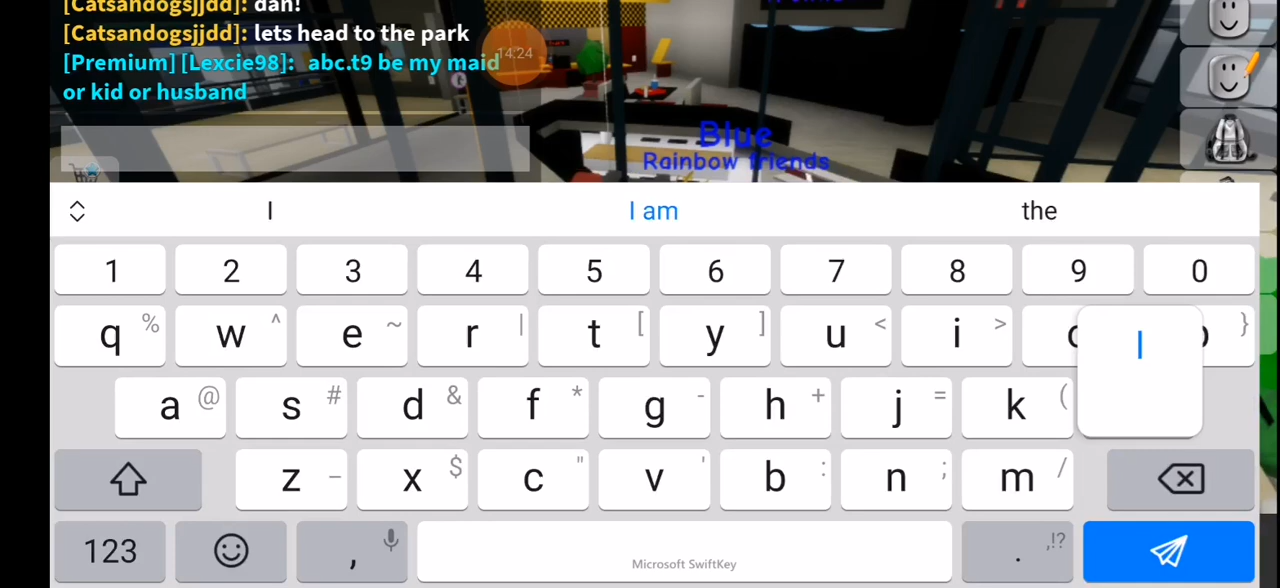 [Catsandogsjjdd]: dah!
[Catsandogsjjdd]: lets head to the park
[Premium] [Lexcie98]: abc.t9 be my maid
or kid or husband
14:24
Blue
Rainbow friends
I I am the
1 2 3 4 5 6 7 8 9 0
q % w ^ e ~ r | t [ y ] u < i > o p }
a @ s # d & f * g - h + j = k ( l
z _ x $ c " v ' b : n ; m /
123 , Microsoft SwiftKey . ,!?